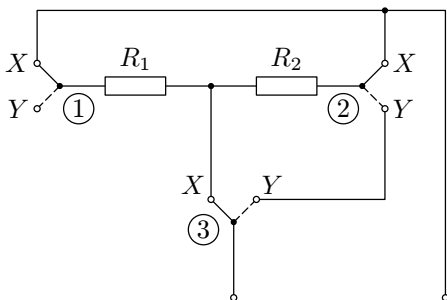 R₁ R₂
X X
Y ① ② Y
X Y
③